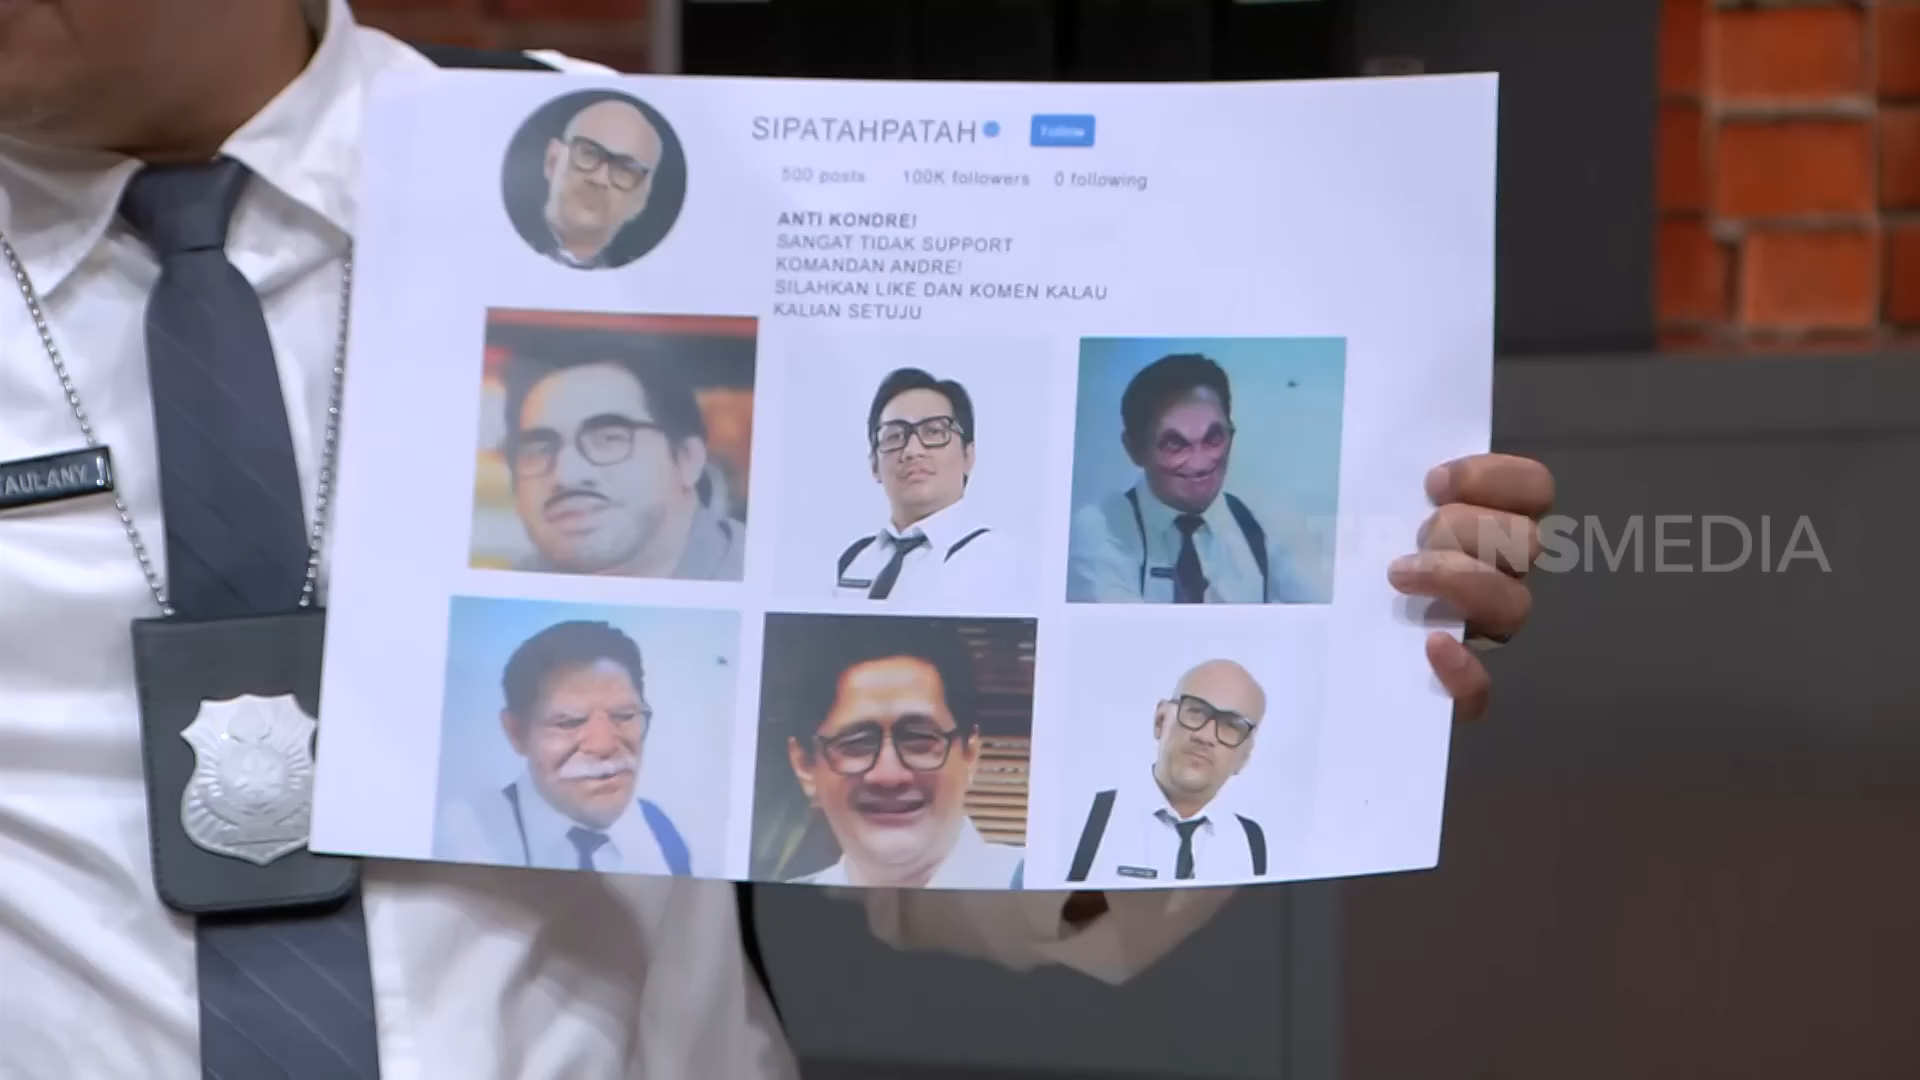 SIPATAHPATAH
Follow
500 posts 100K followers 0 following
ANTI KONDRE!
SANGAT TIDAK SUPPORT
KOMANDAN ANDRE!
SILAHKAN LIKE DAN KOMEN KALAU
KALIAN SETUJU
TAULANY
TRANSMEDIA